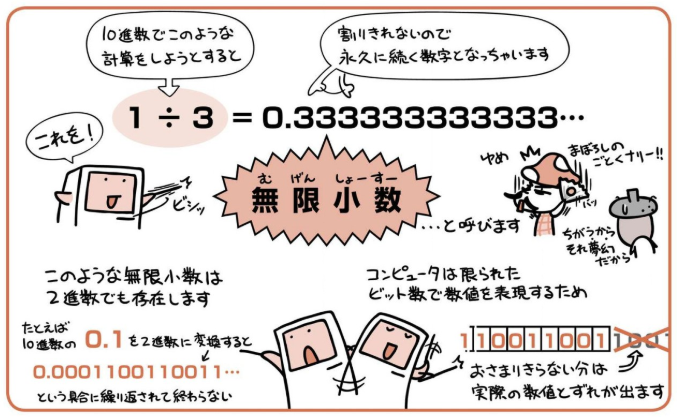 10進数でこのような
計算をしようとすると
割りきれないので
永久に続く数字となっちゃいます
1 ÷ 3 = 0.333333333333…
これを!
ビシッ
むげんしょーすー
無限小数
…と呼びます
ゆめ
まぼろしの
ごとくナリー!!
バッ
ちがうから
それ夢幻
だから
このような無限小数は
2進数でも存在します
たとえば
10進数の 0.1 を2進数に変換すると
0.0001100110011…
という具合に繰り返されて終わらない
コンピュータは限られた
ビット数で数値を表現するため
1100110011001
おさまりきらない分は
実際の数値とずれが出ます